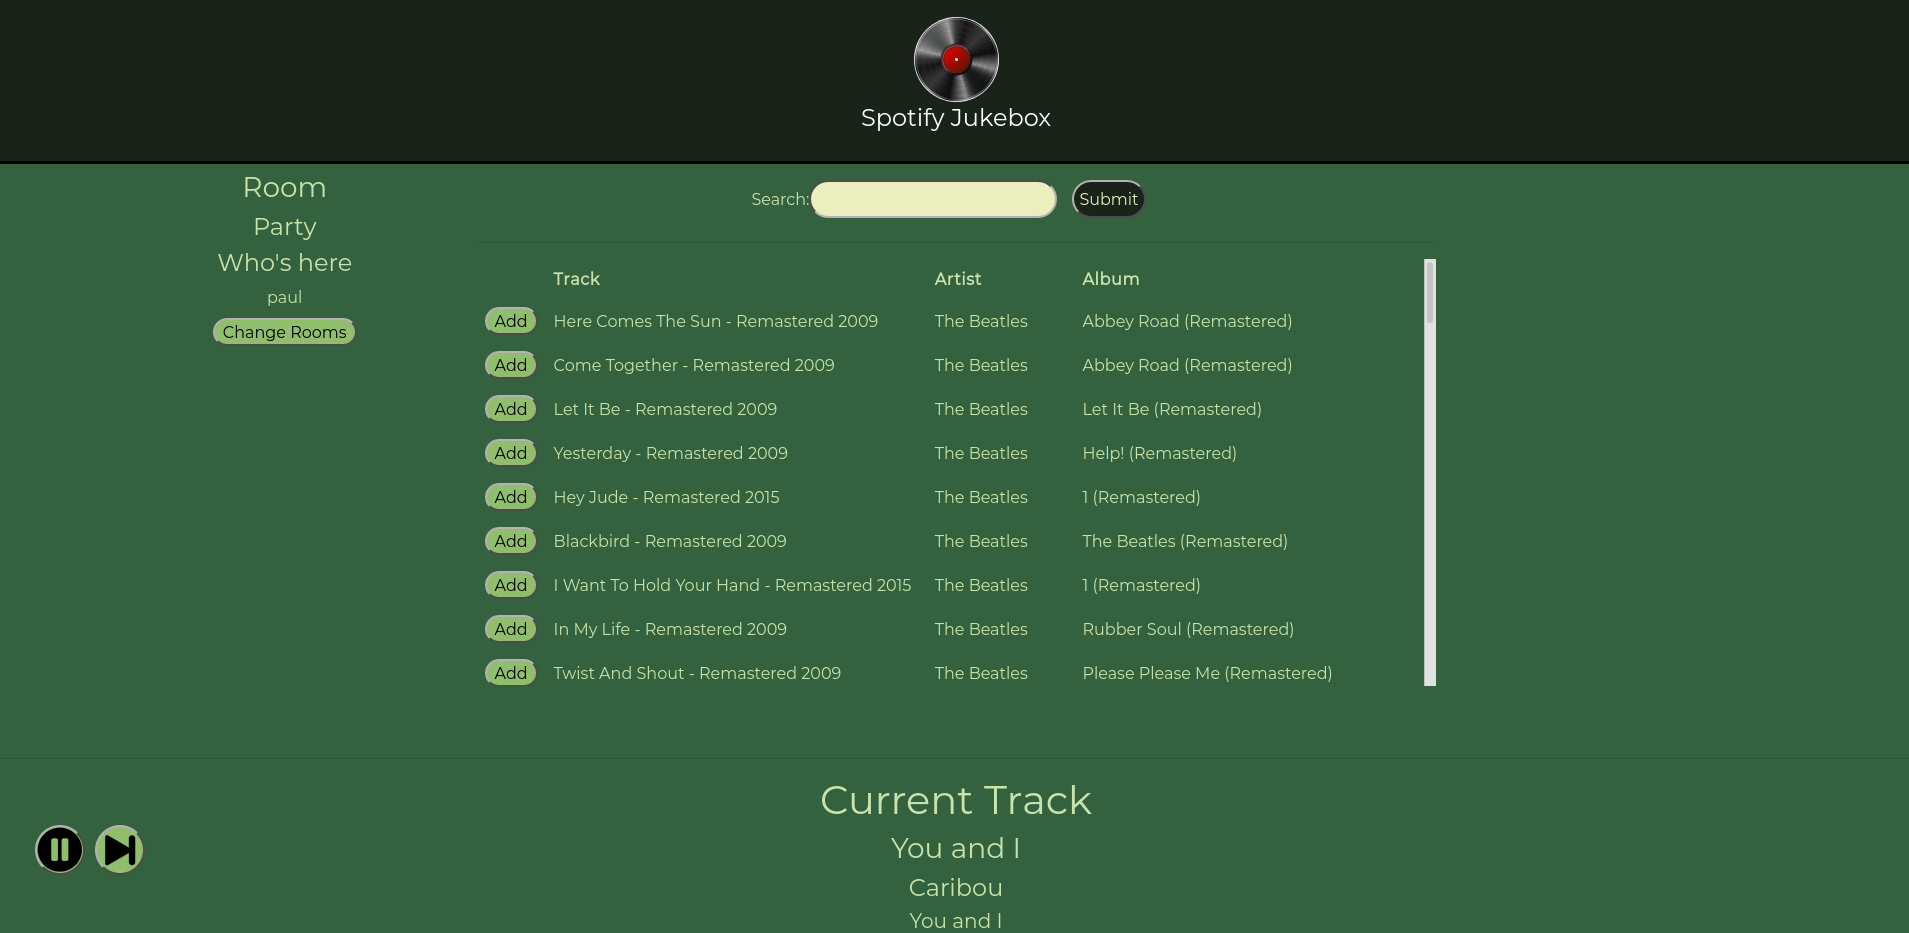 Spotify Jukebox
Room
Party
Who's here
paul
Change Rooms
Search:
Submit
Track Artist Album
Add Here Comes The Sun - Remastered 2009 The Beatles Abbey Road (Remastered)
Add Come Together - Remastered 2009 The Beatles Abbey Road (Remastered)
Add Let It Be - Remastered 2009 The Beatles Let It Be (Remastered)
Add Yesterday - Remastered 2009 The Beatles Help! (Remastered)
Add Hey Jude - Remastered 2015 The Beatles 1 (Remastered)
Add Blackbird - Remastered 2009 The Beatles The Beatles (Remastered)
Add I Want To Hold Your Hand - Remastered 2015 The Beatles 1 (Remastered)
Add In My Life - Remastered 2009 The Beatles Rubber Soul (Remastered)
Add Twist And Shout - Remastered 2009 The Beatles Please Please Me (Remastered)
Current Track
You and I
Caribou
You and I